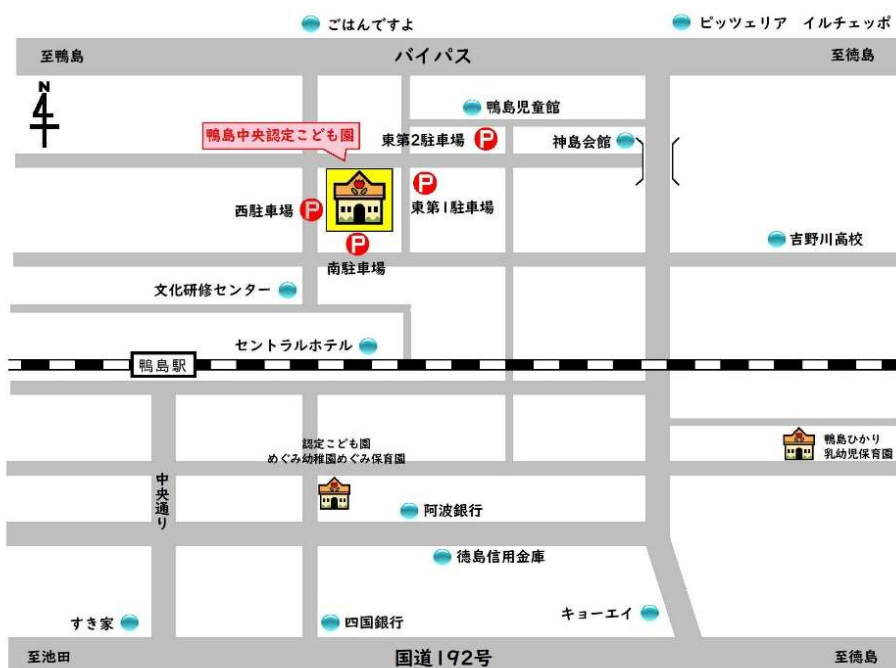 ごはんですよ
ピッツェリア　イルチェッポ
至鴨島
バイパス
至徳島
N
鴨島児童館
鴨島中央認定こども園
東第2駐車場
P
神島会館
P
東第1駐車場
西駐車場
P
P
南駐車場
吉野川高校
文化研修センター
セントラルホテル
鴨島駅
認定こども園
めぐみ幼稚園めぐみ保育園
鴨島ひかり
乳幼児保育園
中央通り
阿波銀行
徳島信用金庫
すき家
四国銀行
キョーエイ
至池田
国道192号
至徳島